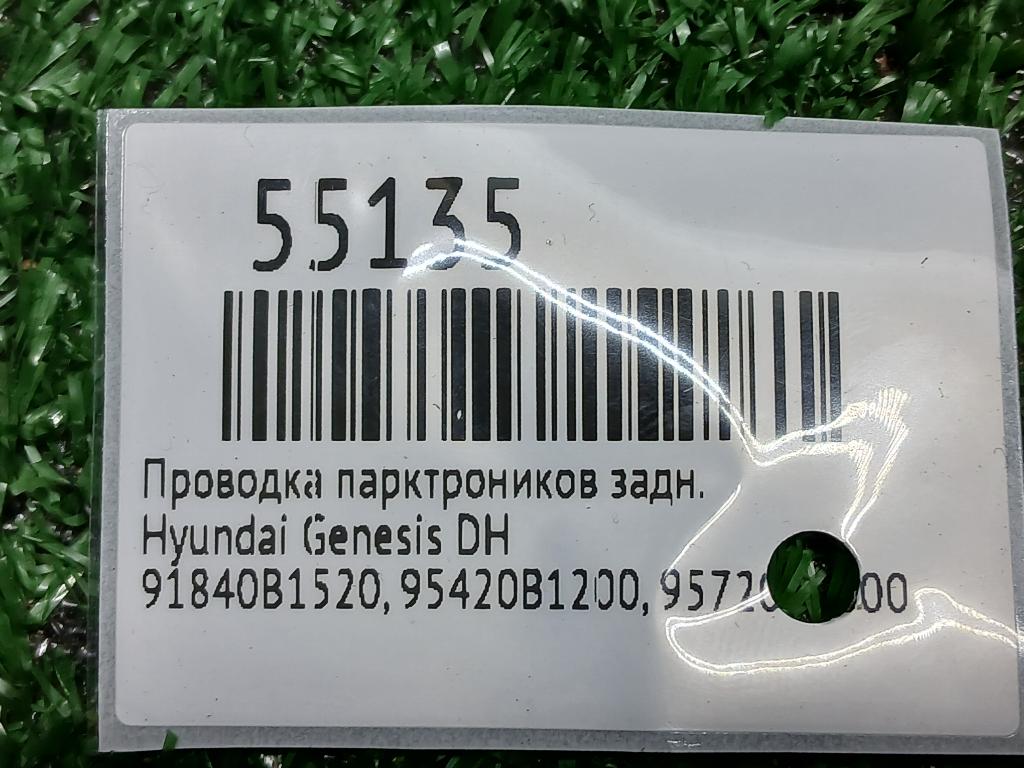 55135
Проводка парктроников задн.
Hyundai Genesis DH
91840B1520, 95420B1200,